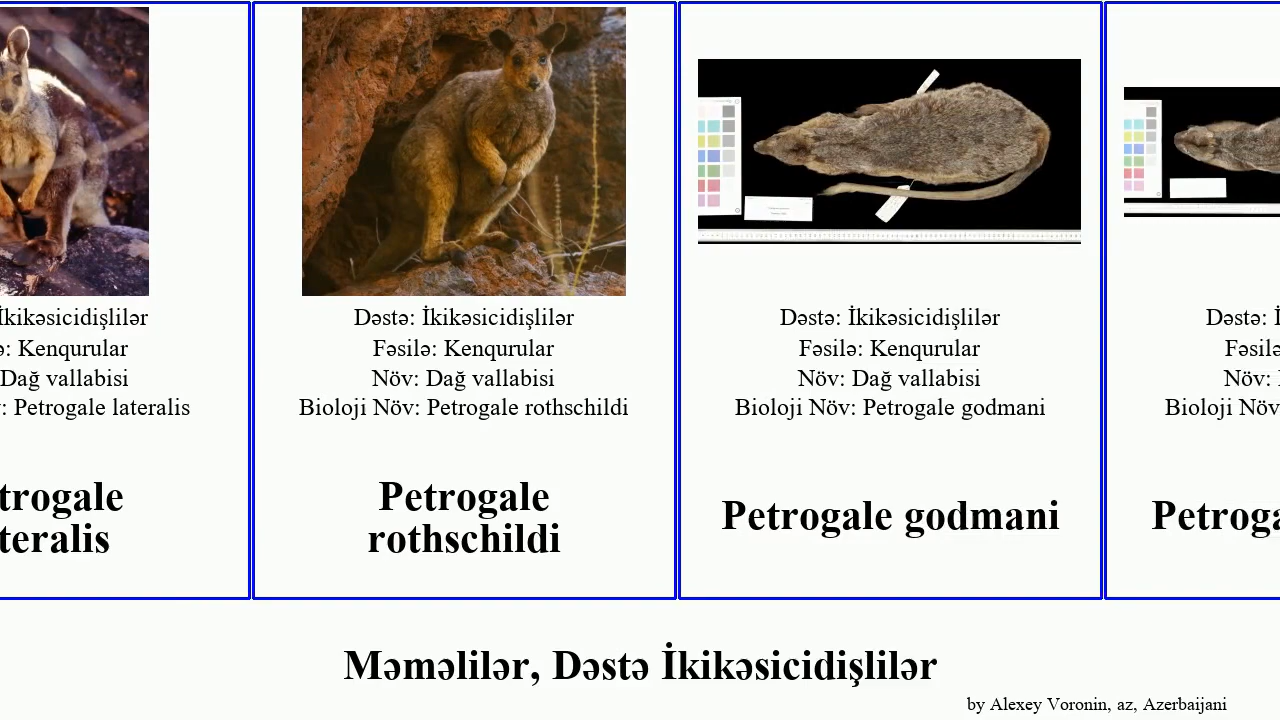 İkikəsicidişlilər
ə: Kenqurular
Dağ vallabisi
: Petrogale lateralis
trogale
teralis
Dəstə: İkikəsicidişlilər
Fəsilə: Kenqurular
Növ: Dağ vallabisi
Bioloji Növ: Petrogale rothschildi
Petrogale
rothschildi
Dəstə: İkikəsicidişlilər
Fəsilə: Kenqurular
Növ: Dağ vallabisi
Bioloji Növ: Petrogale godmani
Petrogale godmani
Dəstə: İ
Fəsilə
Növ:
Bioloji Növ
Petroga
Məməlilər, Dəstə İkikəsicidişlilər
by Alexey Voronin, az, Azerbaijani